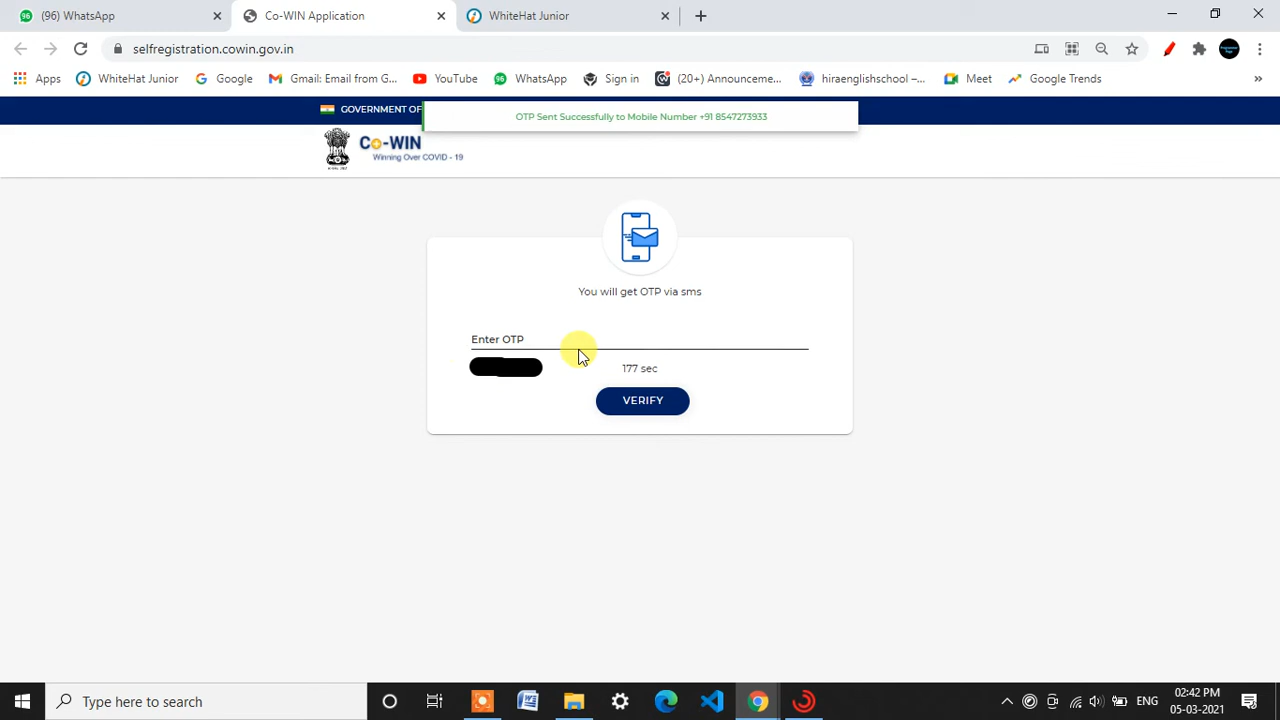 (96) WhatsApp
Co-WIN Application
WhiteHat Junior
selfregistration.cowin.gov.in
Apps WhiteHat Junior Google Gmail: Email from G... YouTube WhatsApp Sign in (20+) Announceme... hiraenglishschool –... Meet Google Trends »
GOVERNMENT OF
OTP Sent Successfully to Mobile Number +91 8547273933
Co-WIN
Winning Over COVID - 19
You will get OTP via sms
Enter OTP
177 sec
VERIFY
Type here to search
ENG
02:42 PM
05-03-2021